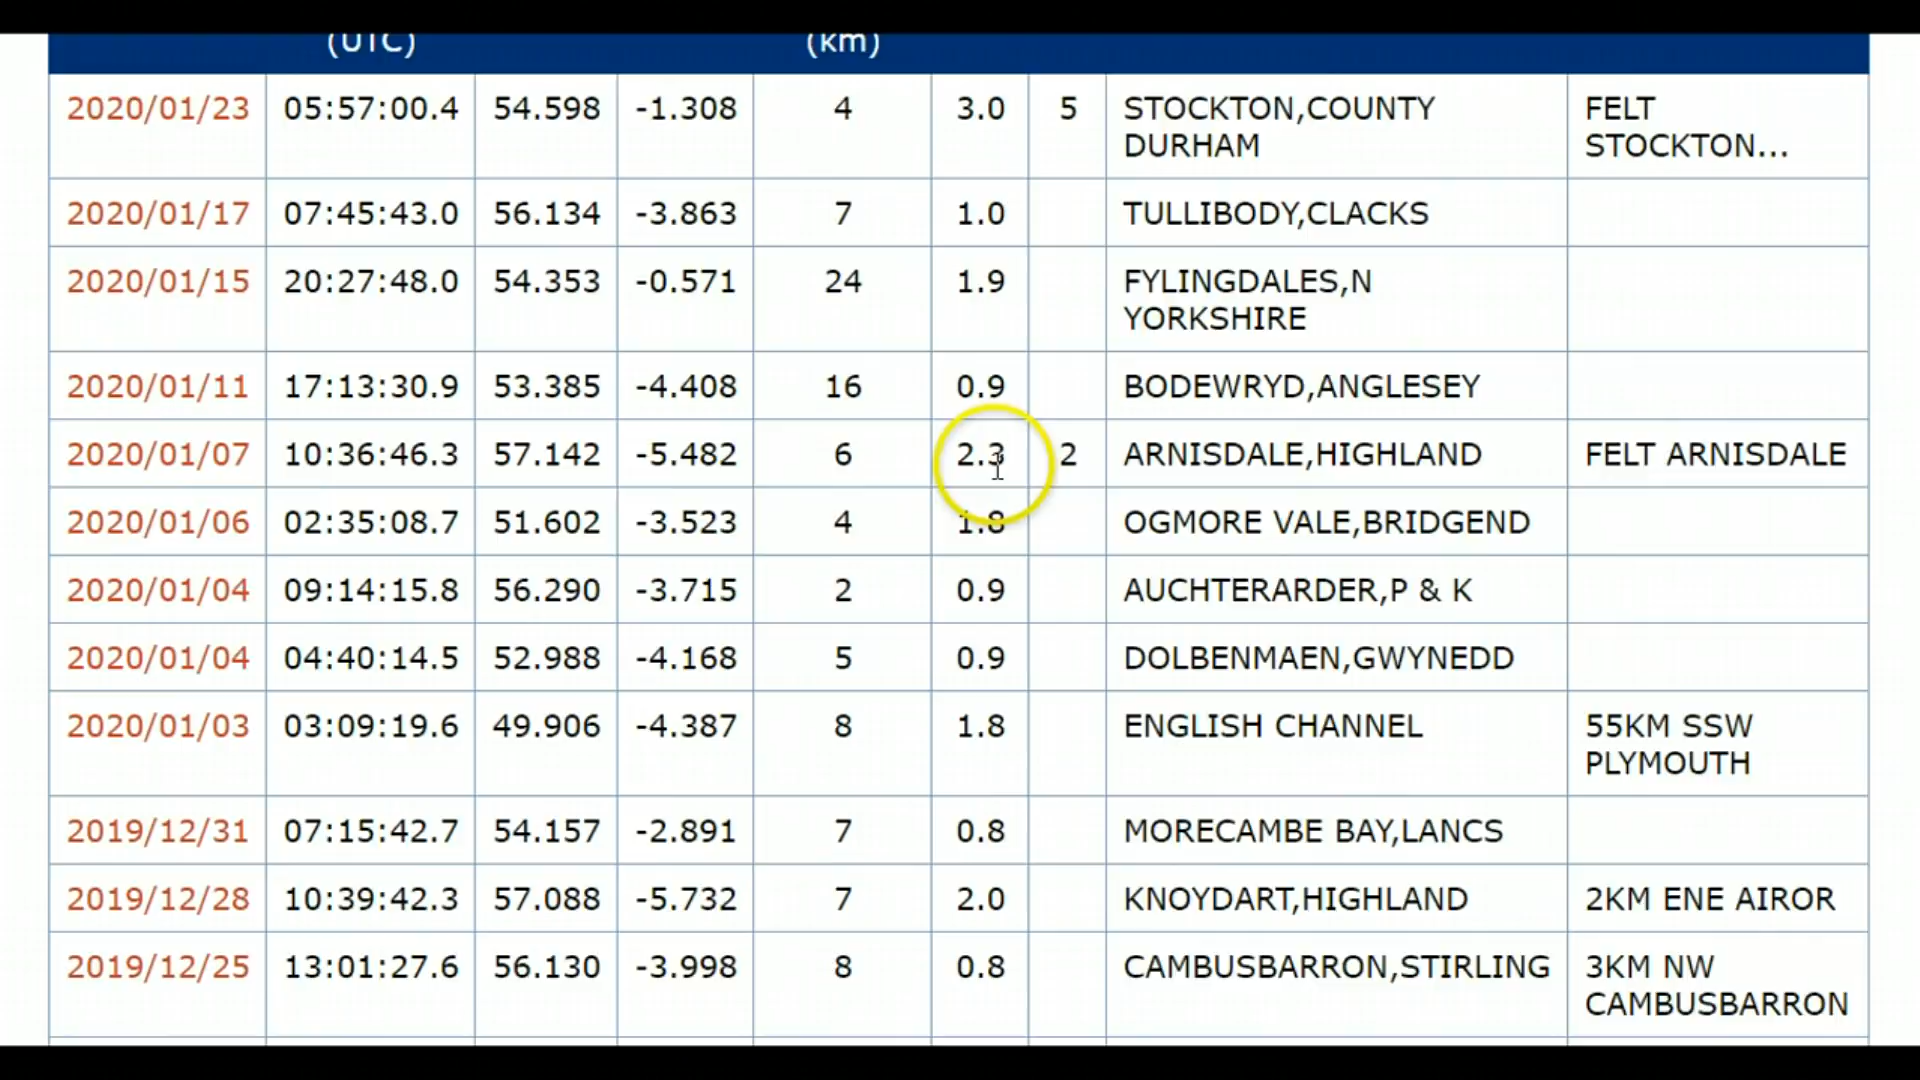 (UTC) (km)
2020/01/23 05:57:00.4 54.598 -1.308 4 3.0 5 STOCKTON,COUNTY DURHAM FELT STOCKTON...
2020/01/17 07:45:43.0 56.134 -3.863 7 1.0 TULLIBODY,CLACKS
2020/01/15 20:27:48.0 54.353 -0.571 24 1.9 FYLINGDALES,N YORKSHIRE
2020/01/11 17:13:30.9 53.385 -4.408 16 0.9 BODEWRYD,ANGLESEY
2020/01/07 10:36:46.3 57.142 -5.482 6 2.3 2 ARNISDALE,HIGHLAND FELT ARNISDALE
2020/01/06 02:35:08.7 51.602 -3.523 4 1.8 OGMORE VALE,BRIDGEND
2020/01/04 09:14:15.8 56.290 -3.715 2 0.9 AUCHTERARDER,P & K
2020/01/04 04:40:14.5 52.988 -4.168 5 0.9 DOLBENMAEN,GWYNEDD
2020/01/03 03:09:19.6 49.906 -4.387 8 1.8 ENGLISH CHANNEL 55KM SSW PLYMOUTH
2019/12/31 07:15:42.7 54.157 -2.891 7 0.8 MORECAMBE BAY,LANCS
2019/12/28 10:39:42.3 57.088 -5.732 7 2.0 KNOYDART,HIGHLAND 2KM ENE AIROR
2019/12/25 13:01:27.6 56.130 -3.998 8 0.8 CAMBUSBARRON,STIRLING 3KM NW CAMBUSBARRON